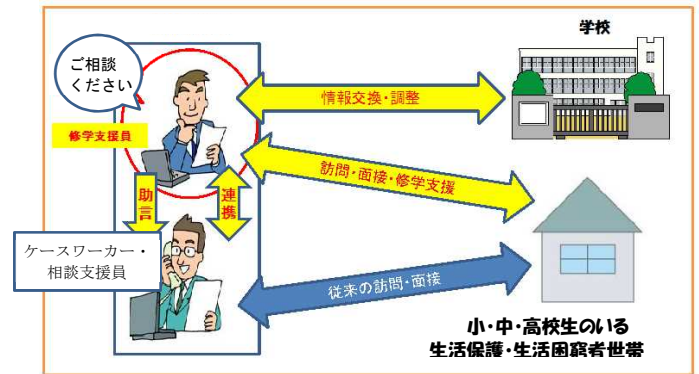 学校
ご相談
ください
情報交換・調整
修学支援員
訪問・面接・修学支援
助言
連携
ケースワーカー・
相談支援員
従来の訪問・面接
小・中・高校生のいる
生活保護・生活困窮者世帯